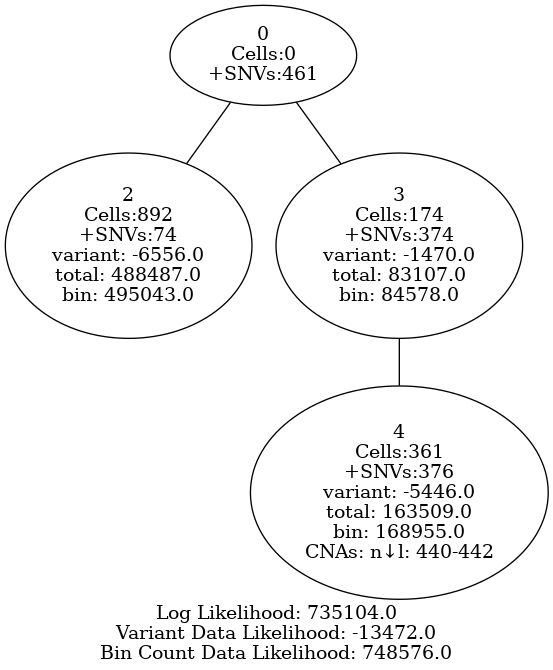 0
Cells:0
+SNVs:461
2
Cells:892
+SNVs:74
variant: -6556.0
total: 488487.0
bin: 495043.0
3
Cells:174
+SNVs:374
variant: -1470.0
total: 83107.0
bin: 84578.0
4
Cells:361
+SNVs:376
variant: -5446.0
total: 163509.0
bin: 168955.0
CNAs: n↓l: 440-442
Log Likelihood: 735104.0
Variant Data Likelihood: -13472.0
Bin Count Data Likelihood: 748576.0